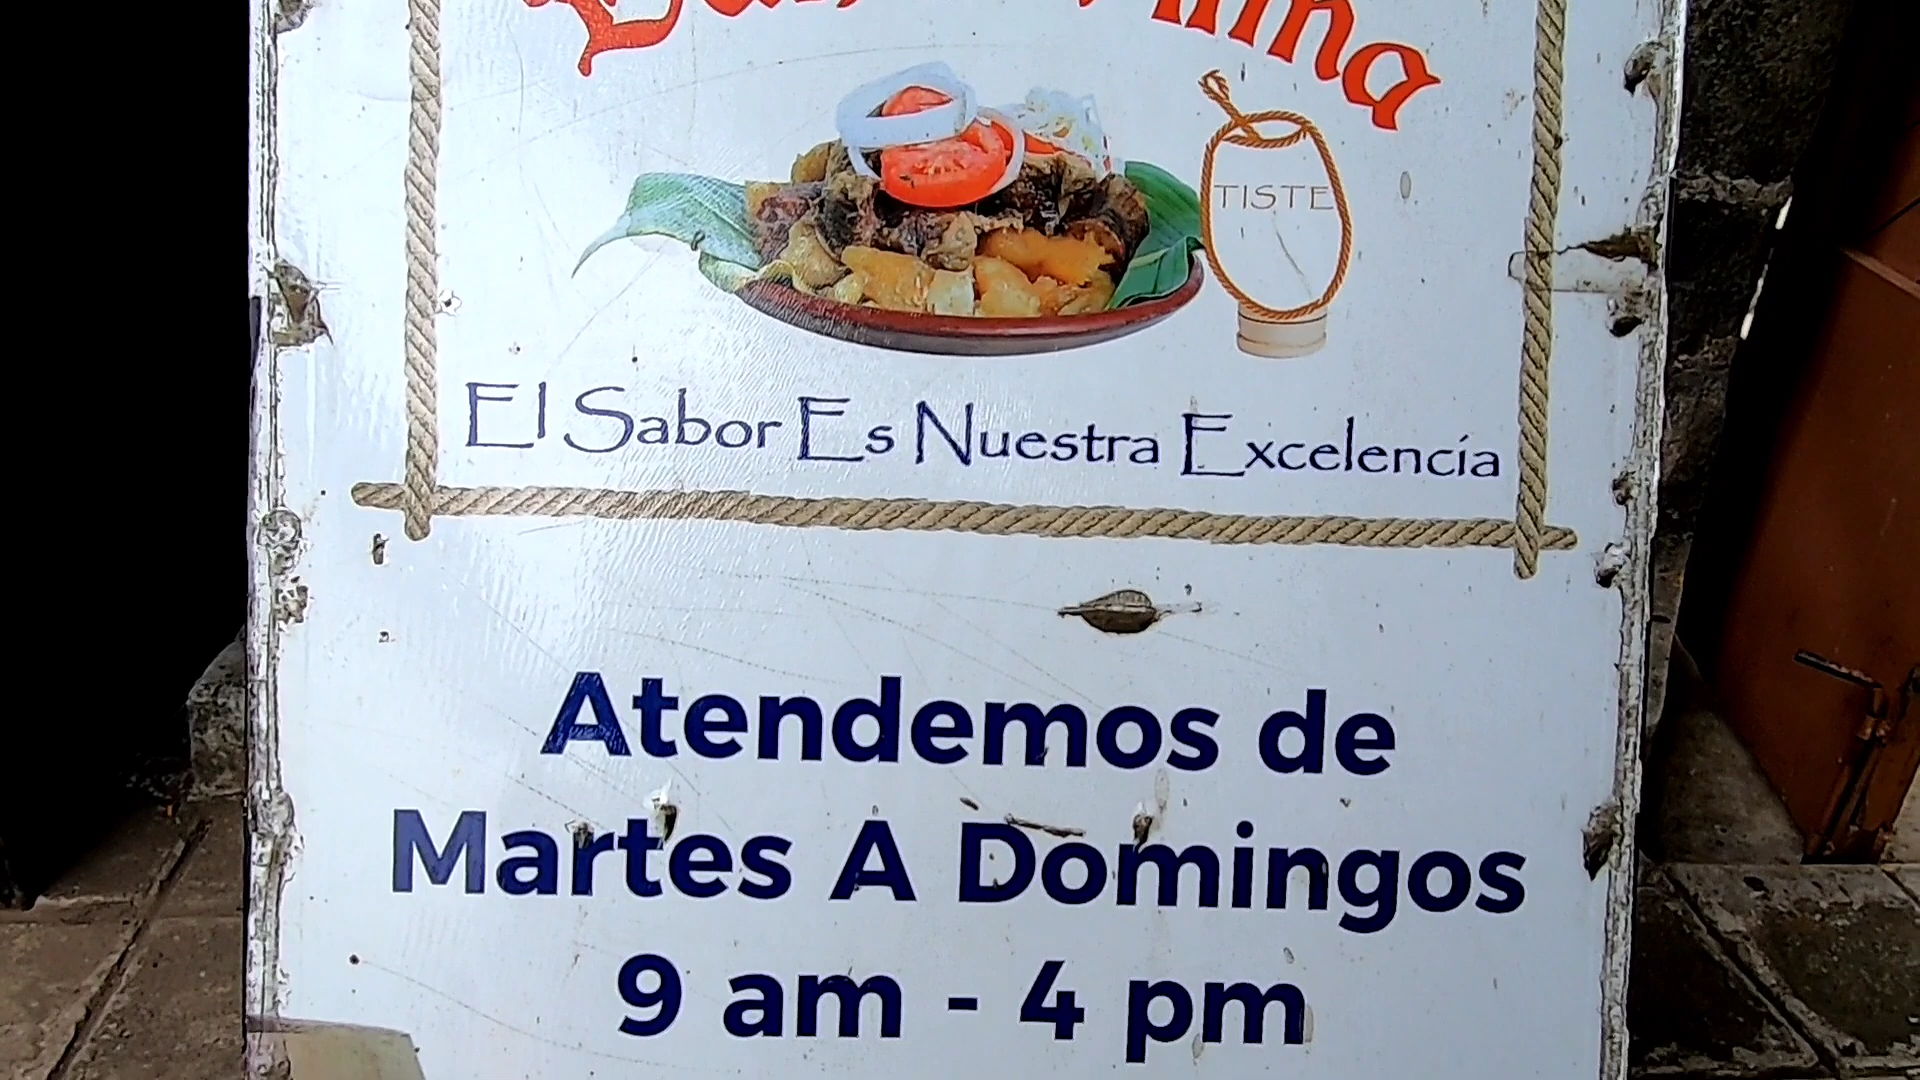 TISTE
El Sabor Es Nuestra Excelencia
Atendemos de
Martes A Domingos
9 am - 4 pm